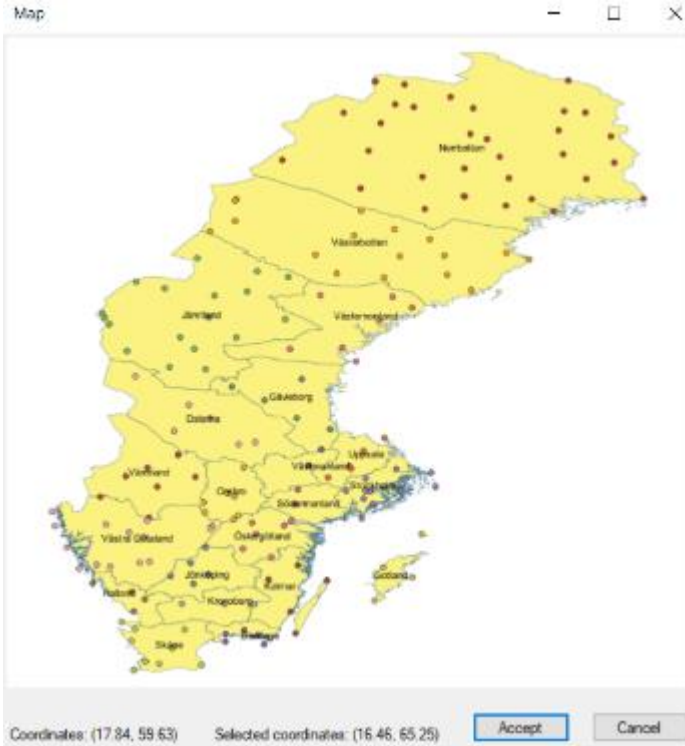 Map
Norrbotten
Västerbotten
Jämtland
Västernorrland
Gävleborg
Dalarna
Uppsala
Västmanland
Värmland
Örebro
Stockholm
Södermanland
Västra Götaland
Östergötland
Gotland
Jönköping
Kalmar
Halland
Kronoberg
Blekinge
Skåne
Coordinates: (17.84, 59.63) Selected coordinates: (16.46, 65.25) Accept Cancel